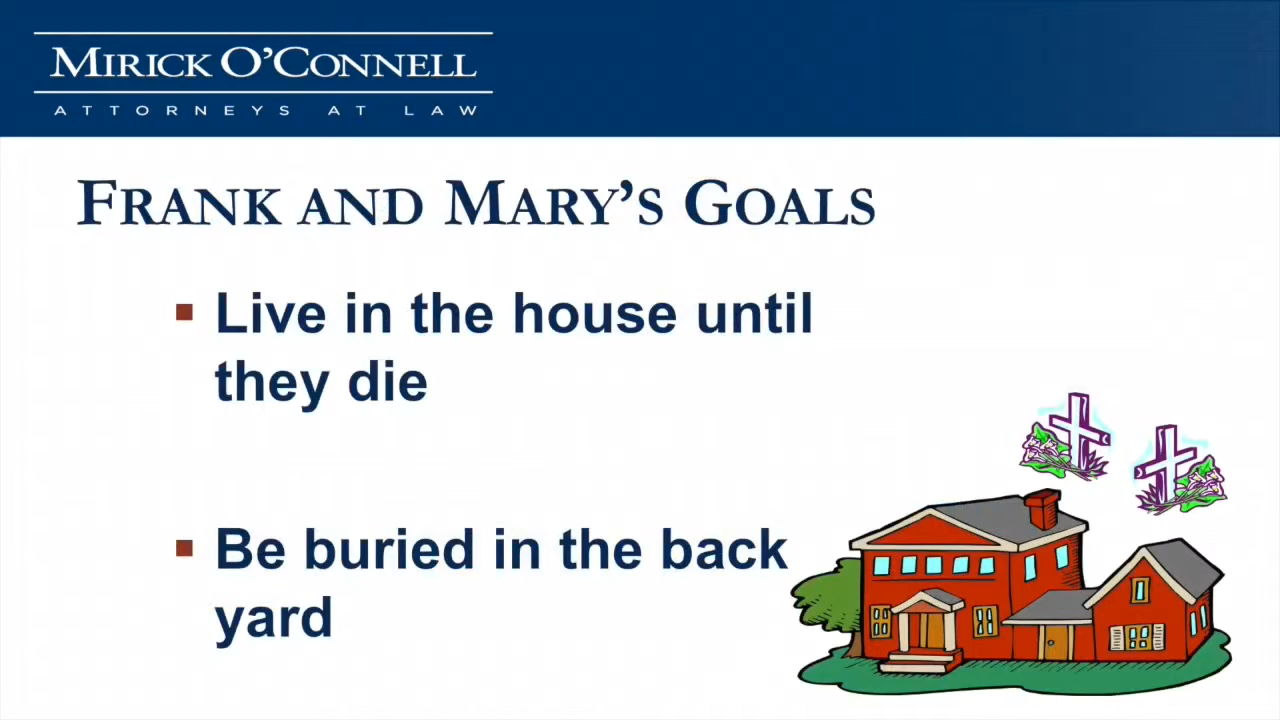 MIRICK O'CONNELL
ATTORNEYS AT LAW
FRANK AND MARY'S GOALS
▪ Live in the house until
they die
▪ Be buried in the back
yard